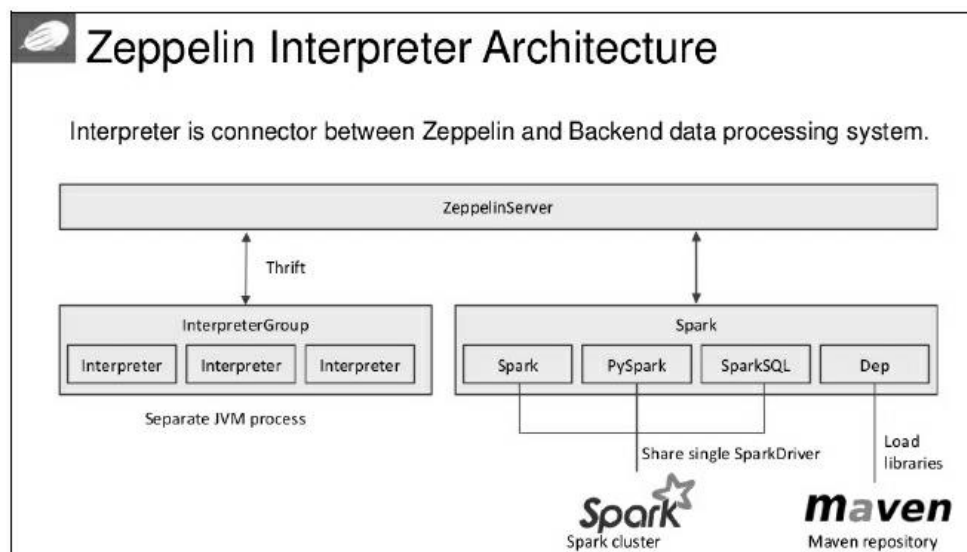 Zeppelin Interpreter Architecture
Interpreter is connector between Zeppelin and Backend data processing system.
ZeppelinServer
Thrift
InterpreterGroup
Interpreter Interpreter Interpreter
Separate JVM process
Spark
Spark PySpark SparkSQL Dep
Share single SparkDriver
Load
libraries
Spark
Spark cluster
maven
Maven repository